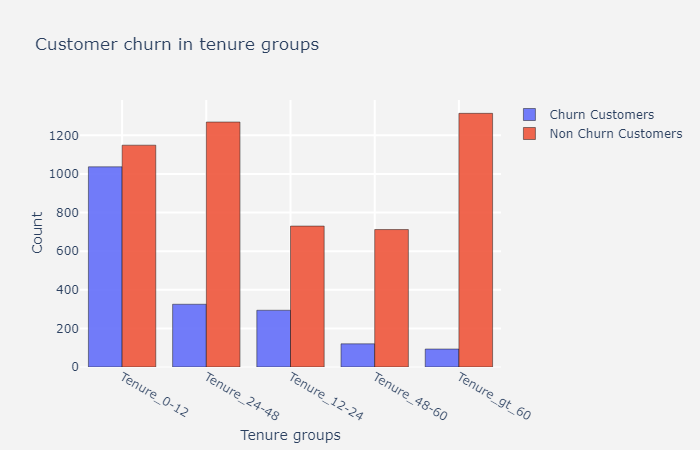 Customer churn in tenure groups
Churn Customers
Non Churn Customers
Count
1200
1000
800
600
400
200
0
Tenure_0-12
Tenure_24-48
Tenure_12-24
Tenure_48-60
Tenure_gt_60
Tenure groups